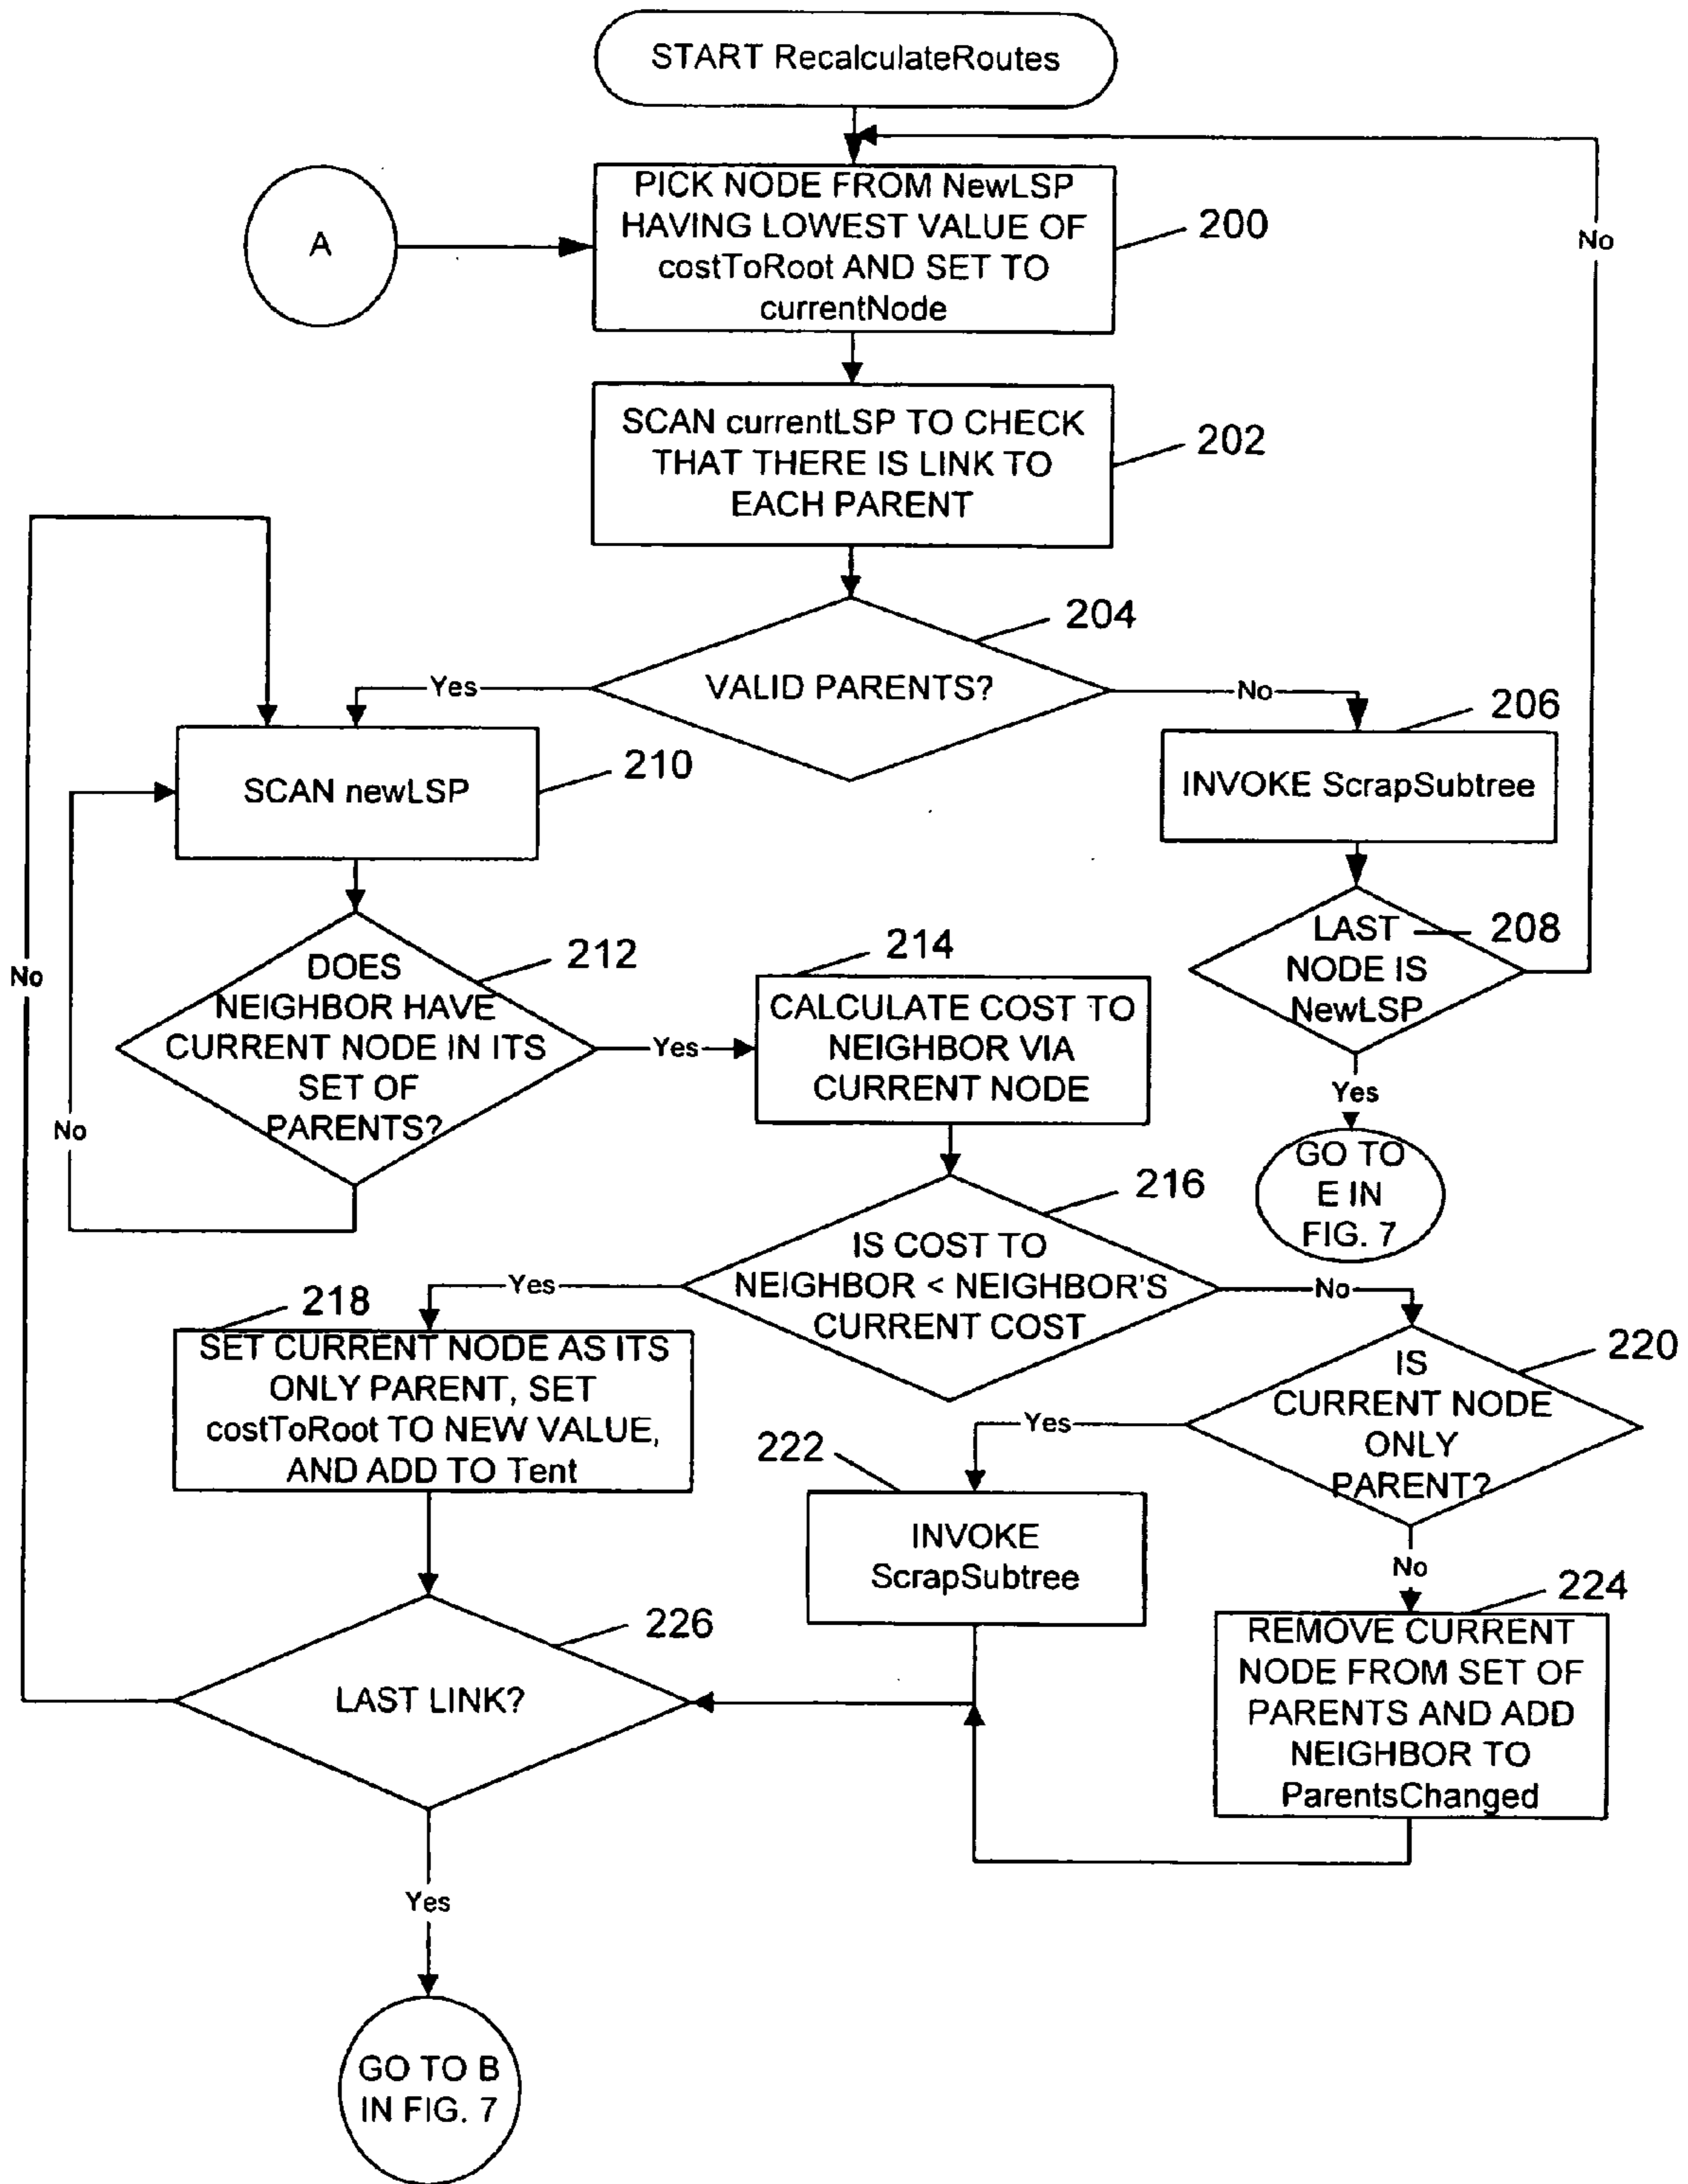 START RecalculateRoutes
A
PICK NODE FROM NewLSP
HAVING LOWEST VALUE OF
costToRoot AND SET TO
currentNode
200
No
SCAN currentLSP TO CHECK
THAT THERE IS LINK TO
EACH PARENT
202
VALID PARENTS?
204
Yes
No
SCAN newLSP
210
INVOKE ScrapSubtree
206
LAST
NODE IS
NewLSP
208
Yes
GO TO
E IN
FIG. 7
DOES
NEIGHBOR HAVE
CURRENT NODE IN ITS
SET OF
PARENTS?
212
No
No
Yes
CALCULATE COST TO
NEIGHBOR VIA
CURRENT NODE
214
IS COST TO
NEIGHBOR < NEIGHBOR'S
CURRENT COST
216
Yes
No
218
SET CURRENT NODE AS ITS
ONLY PARENT, SET
costToRoot TO NEW VALUE,
AND ADD TO Tent
IS
CURRENT NODE
ONLY
PARENT?
220
Yes
No
222
INVOKE
ScrapSubtree
224
REMOVE CURRENT
NODE FROM SET OF
PARENTS AND ADD
NEIGHBOR TO
ParentsChanged
LAST LINK?
226
Yes
GO TO B
IN FIG. 7